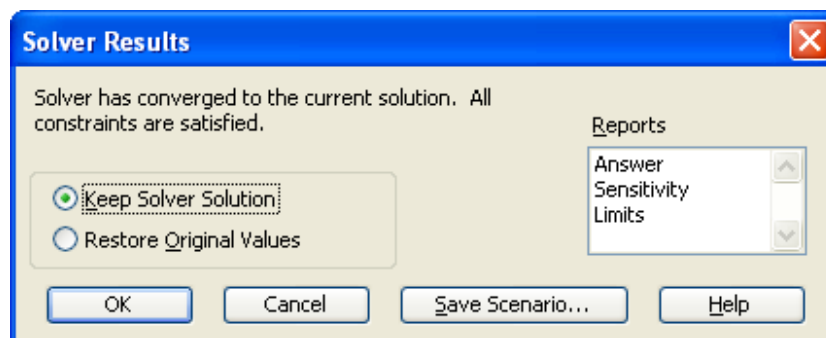 Solver Results
Solver has converged to the current solution.  All
constraints are satisfied.
Reports
Answer
Sensitivity
Limits
Keep Solver Solution
Restore Original Values
OK
Cancel
Save Scenario...
Help